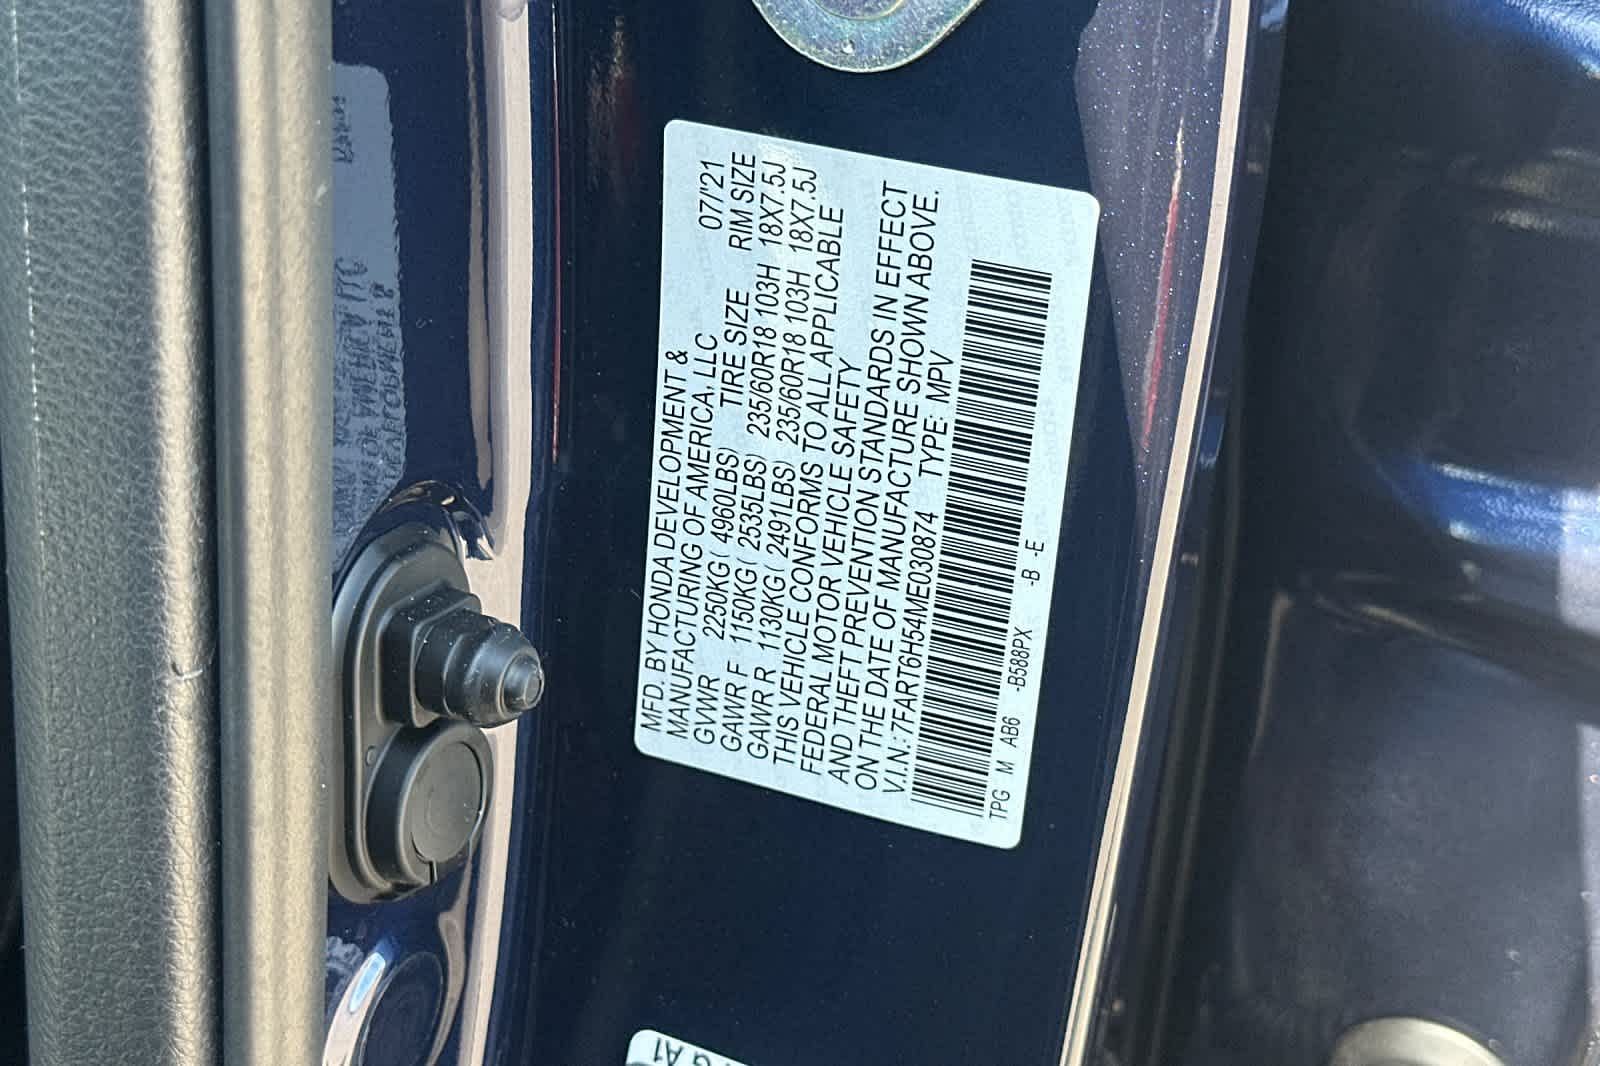 MFD. BY HONDA DEVELOPMENT &
MANUFACTURING OF AMERICA, LLC 07/'21
GVWR 2250KG( 4960LBS) TIRE SIZE RIM SIZE
GAWR F 1150KG( 2535LBS) 235/60R18 103H 18X7.5J
GAWR R 1130KG( 2491LBS) 235/60R18 103H 18X7.5J
THIS VEHICLE CONFORMS TO ALL APPLICABLE
FEDERAL MOTOR VEHICLE SAFETY
AND THEFT PREVENTION STANDARDS IN EFFECT
ON THE DATE OF MANUFACTURE SHOWN ABOVE.
V.I.N.:7FART6H54ME030874 TYPE: MPV
TPG M AB6 -B588PX -B -E
A1